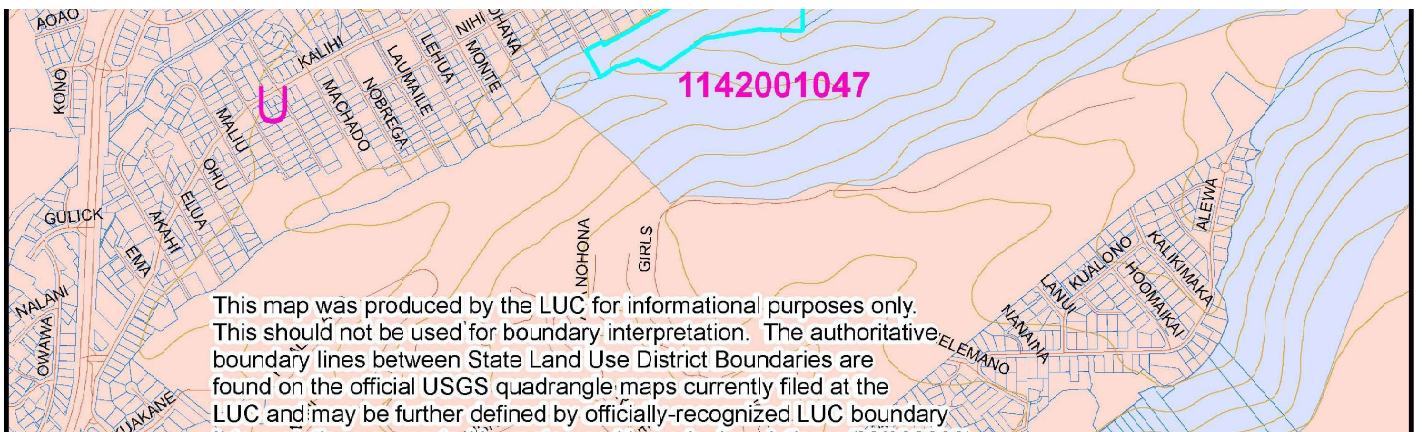 AOAO
KONO
KALIHI
NIHI
OHANA
LEHUA
MONTE
LAUMAILE
NOBREGA
MACHADO
MALIU
U
1142001047
OHU
ELUA
AKAHI
GULICK
EMA
NALANI
OWAWA
NOHONA
GIRLS
ALEWA
KALIKIMAKA
KUALONO
HOOMAIKAI
LANUI
NANAINA
ELEMANO
This map was produced by the LUC for informational purposes only.
This should not be used for boundary interpretation. The authoritative
boundary lines between State Land Use District Boundaries are
found on the official USGS quadrangle maps currently filed at the
LUC and may be further defined by officially-recognized LUC boundary
UAKANE